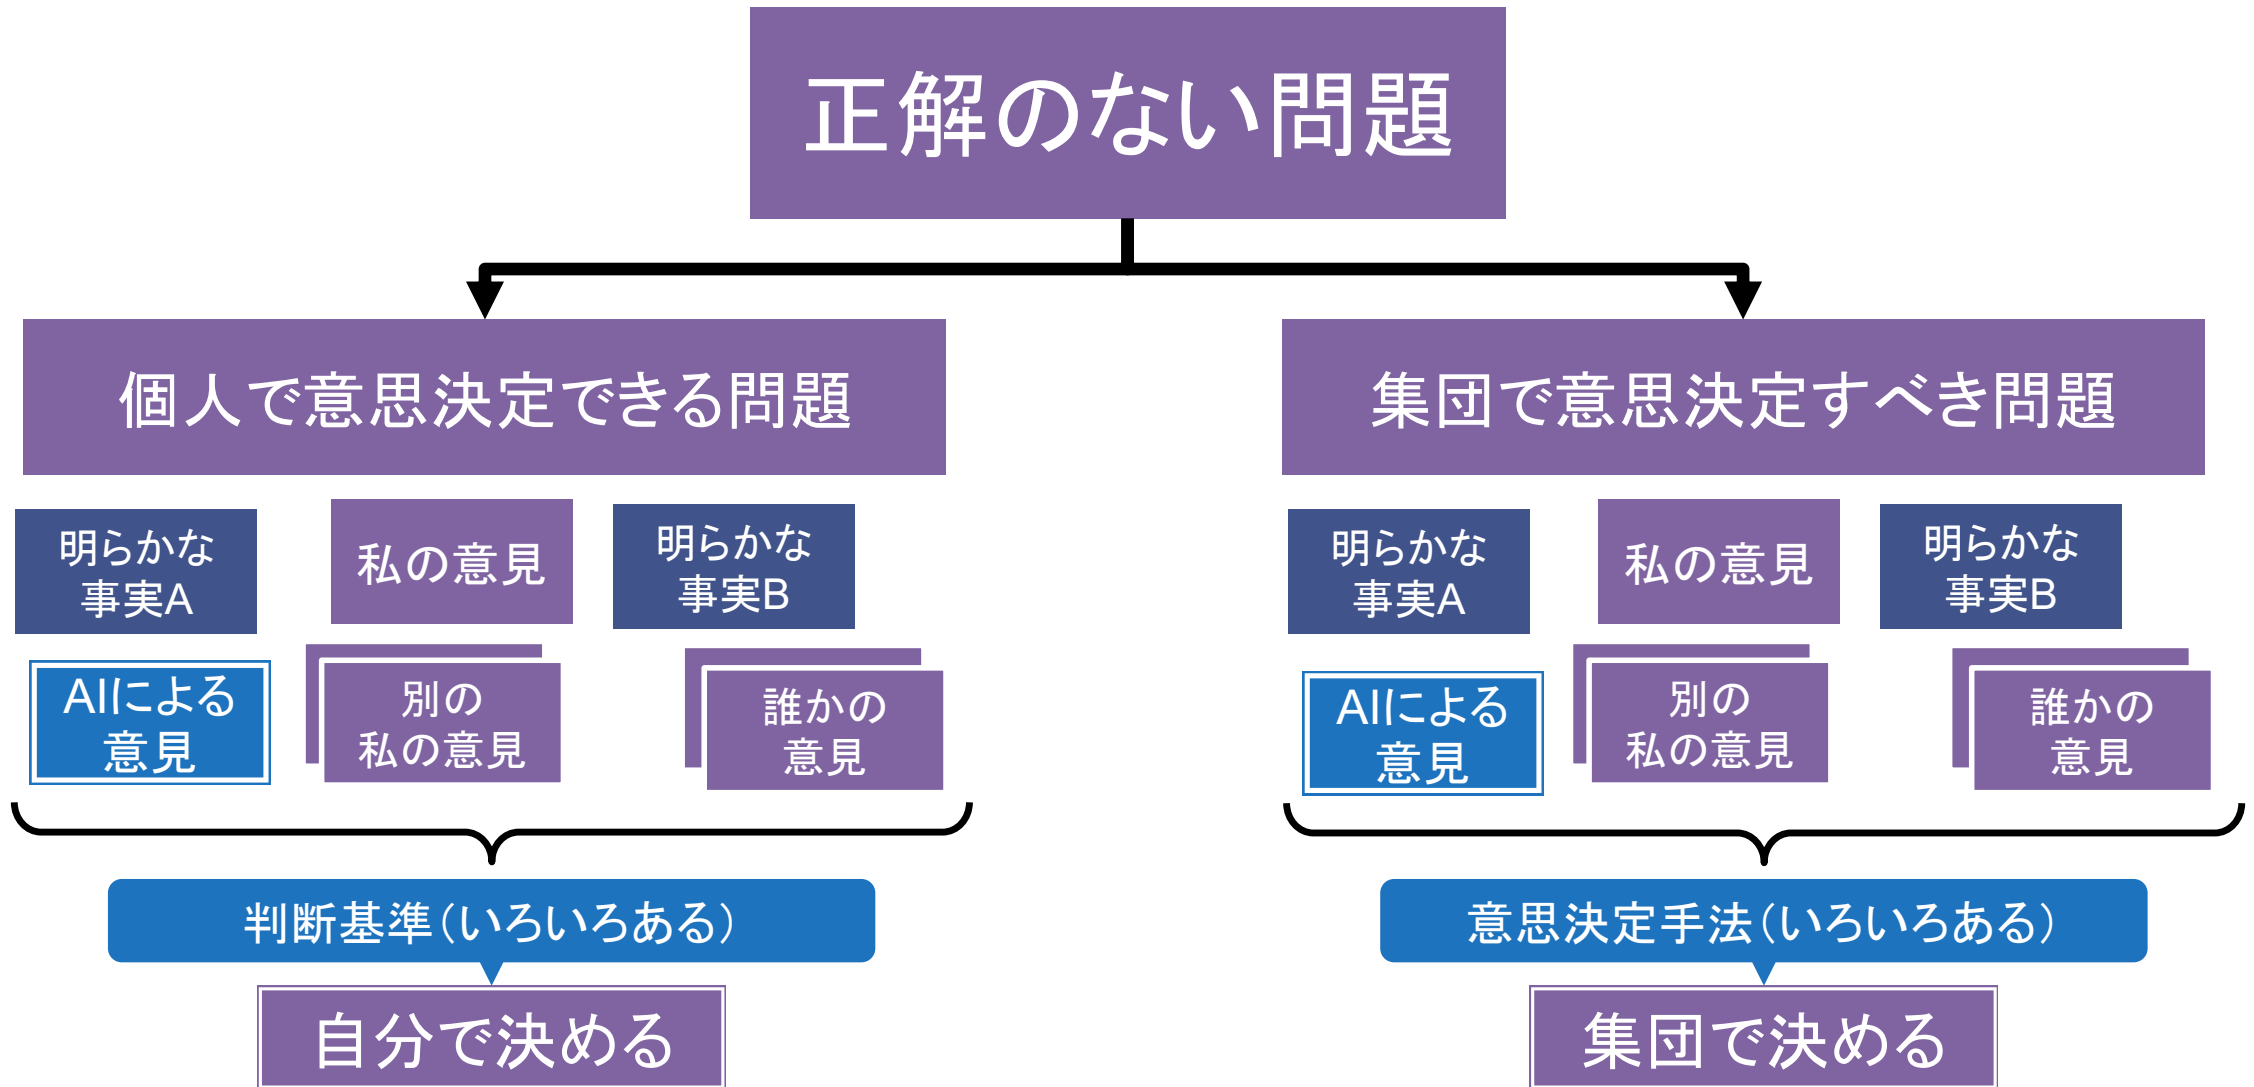 正解のない問題
個人で意思決定できる問題
明らかな
事実A
私の意見
明らかな
事実B
AIによる
意見
別の
私の意見
誰かの
意見
判断基準(いろいろある)
自分で決める
集団で意思決定すべき問題
明らかな
事実A
私の意見
明らかな
事実B
AIによる
意見
別の
私の意見
誰かの
意見
意思決定手法(いろいろある)
集団で決める